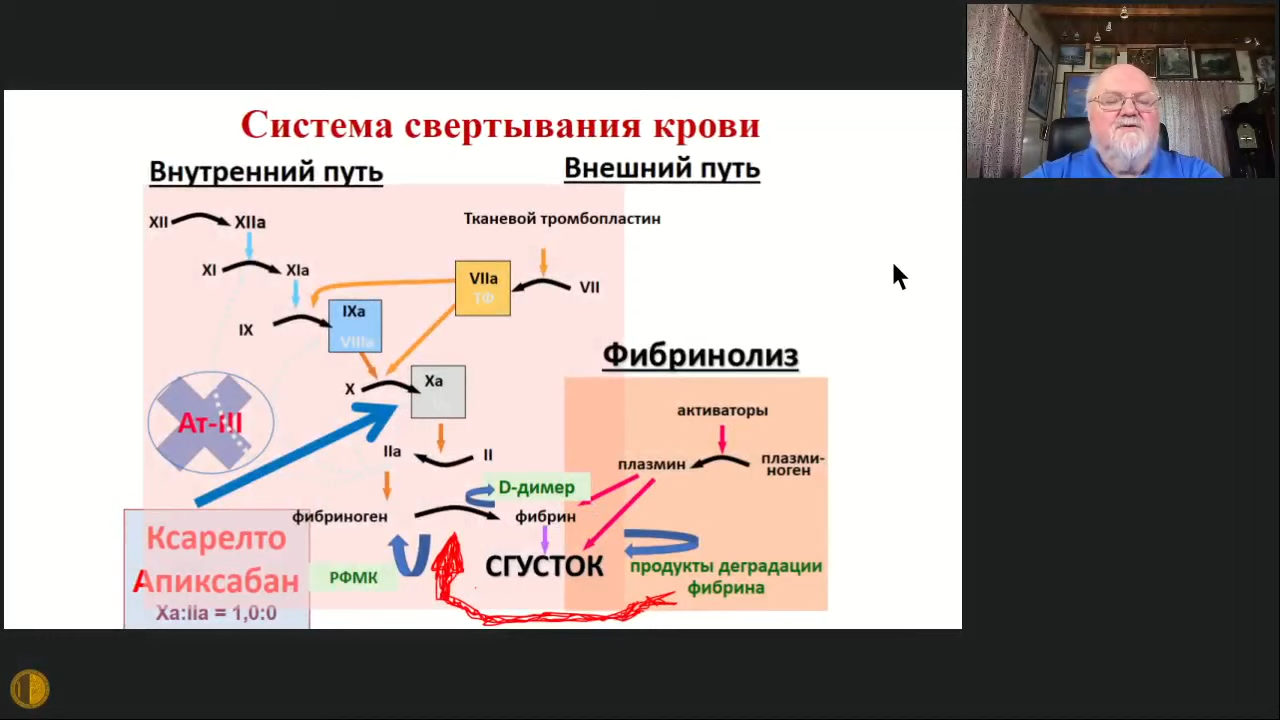 Система свертывания крови
Внутренний путь
Внешний путь
XII
XIIa
Тканевой тромбопластин
XI
XIa
VIIa
ТФ
VII
IX
IXa
VIIIa
Фибринолиз
X
Xa
активаторы
Ат-III
IIa
II
плазмин
плазми-
ноген
D-димер
фибриноген
фибрин
Ксарелто
Апиксабан
Xa:IIa = 1,0:0
РФМК
СГУСТОК
продукты деградации
фибрина